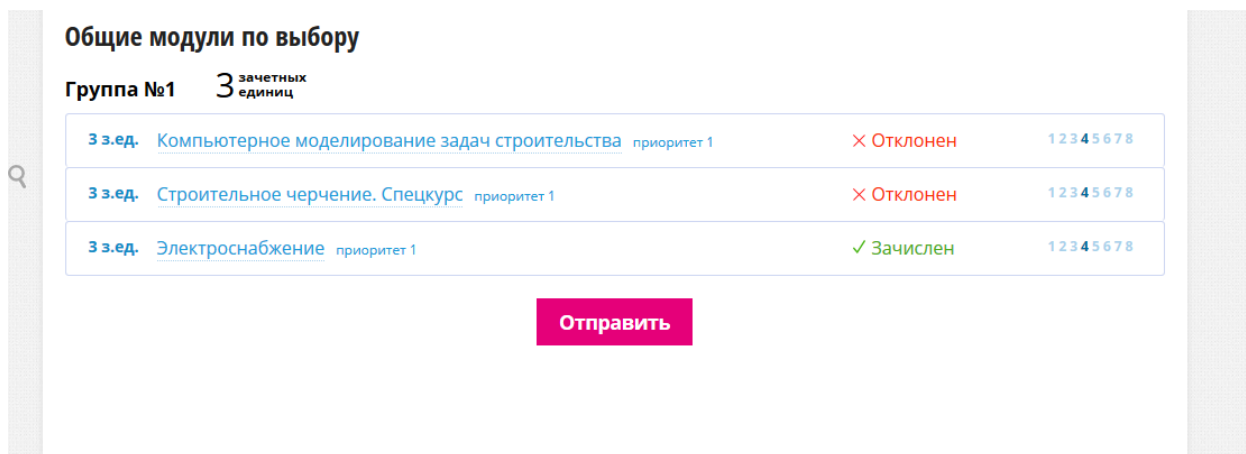 Общие модули по выбору
Группа №1 3 зачетных единиц
3 з.ед. Компьютерное моделирование задач строительства приоритет 1 Отклонен 1 2 3 4 5 6 7 8
3 з.ед. Строительное черчение. Спецкурс приоритет 1 Отклонен 1 2 3 4 5 6 7 8
3 з.ед. Электроснабжение приоритет 1 Зачислен 1 2 3 4 5 6 7 8
Отправить